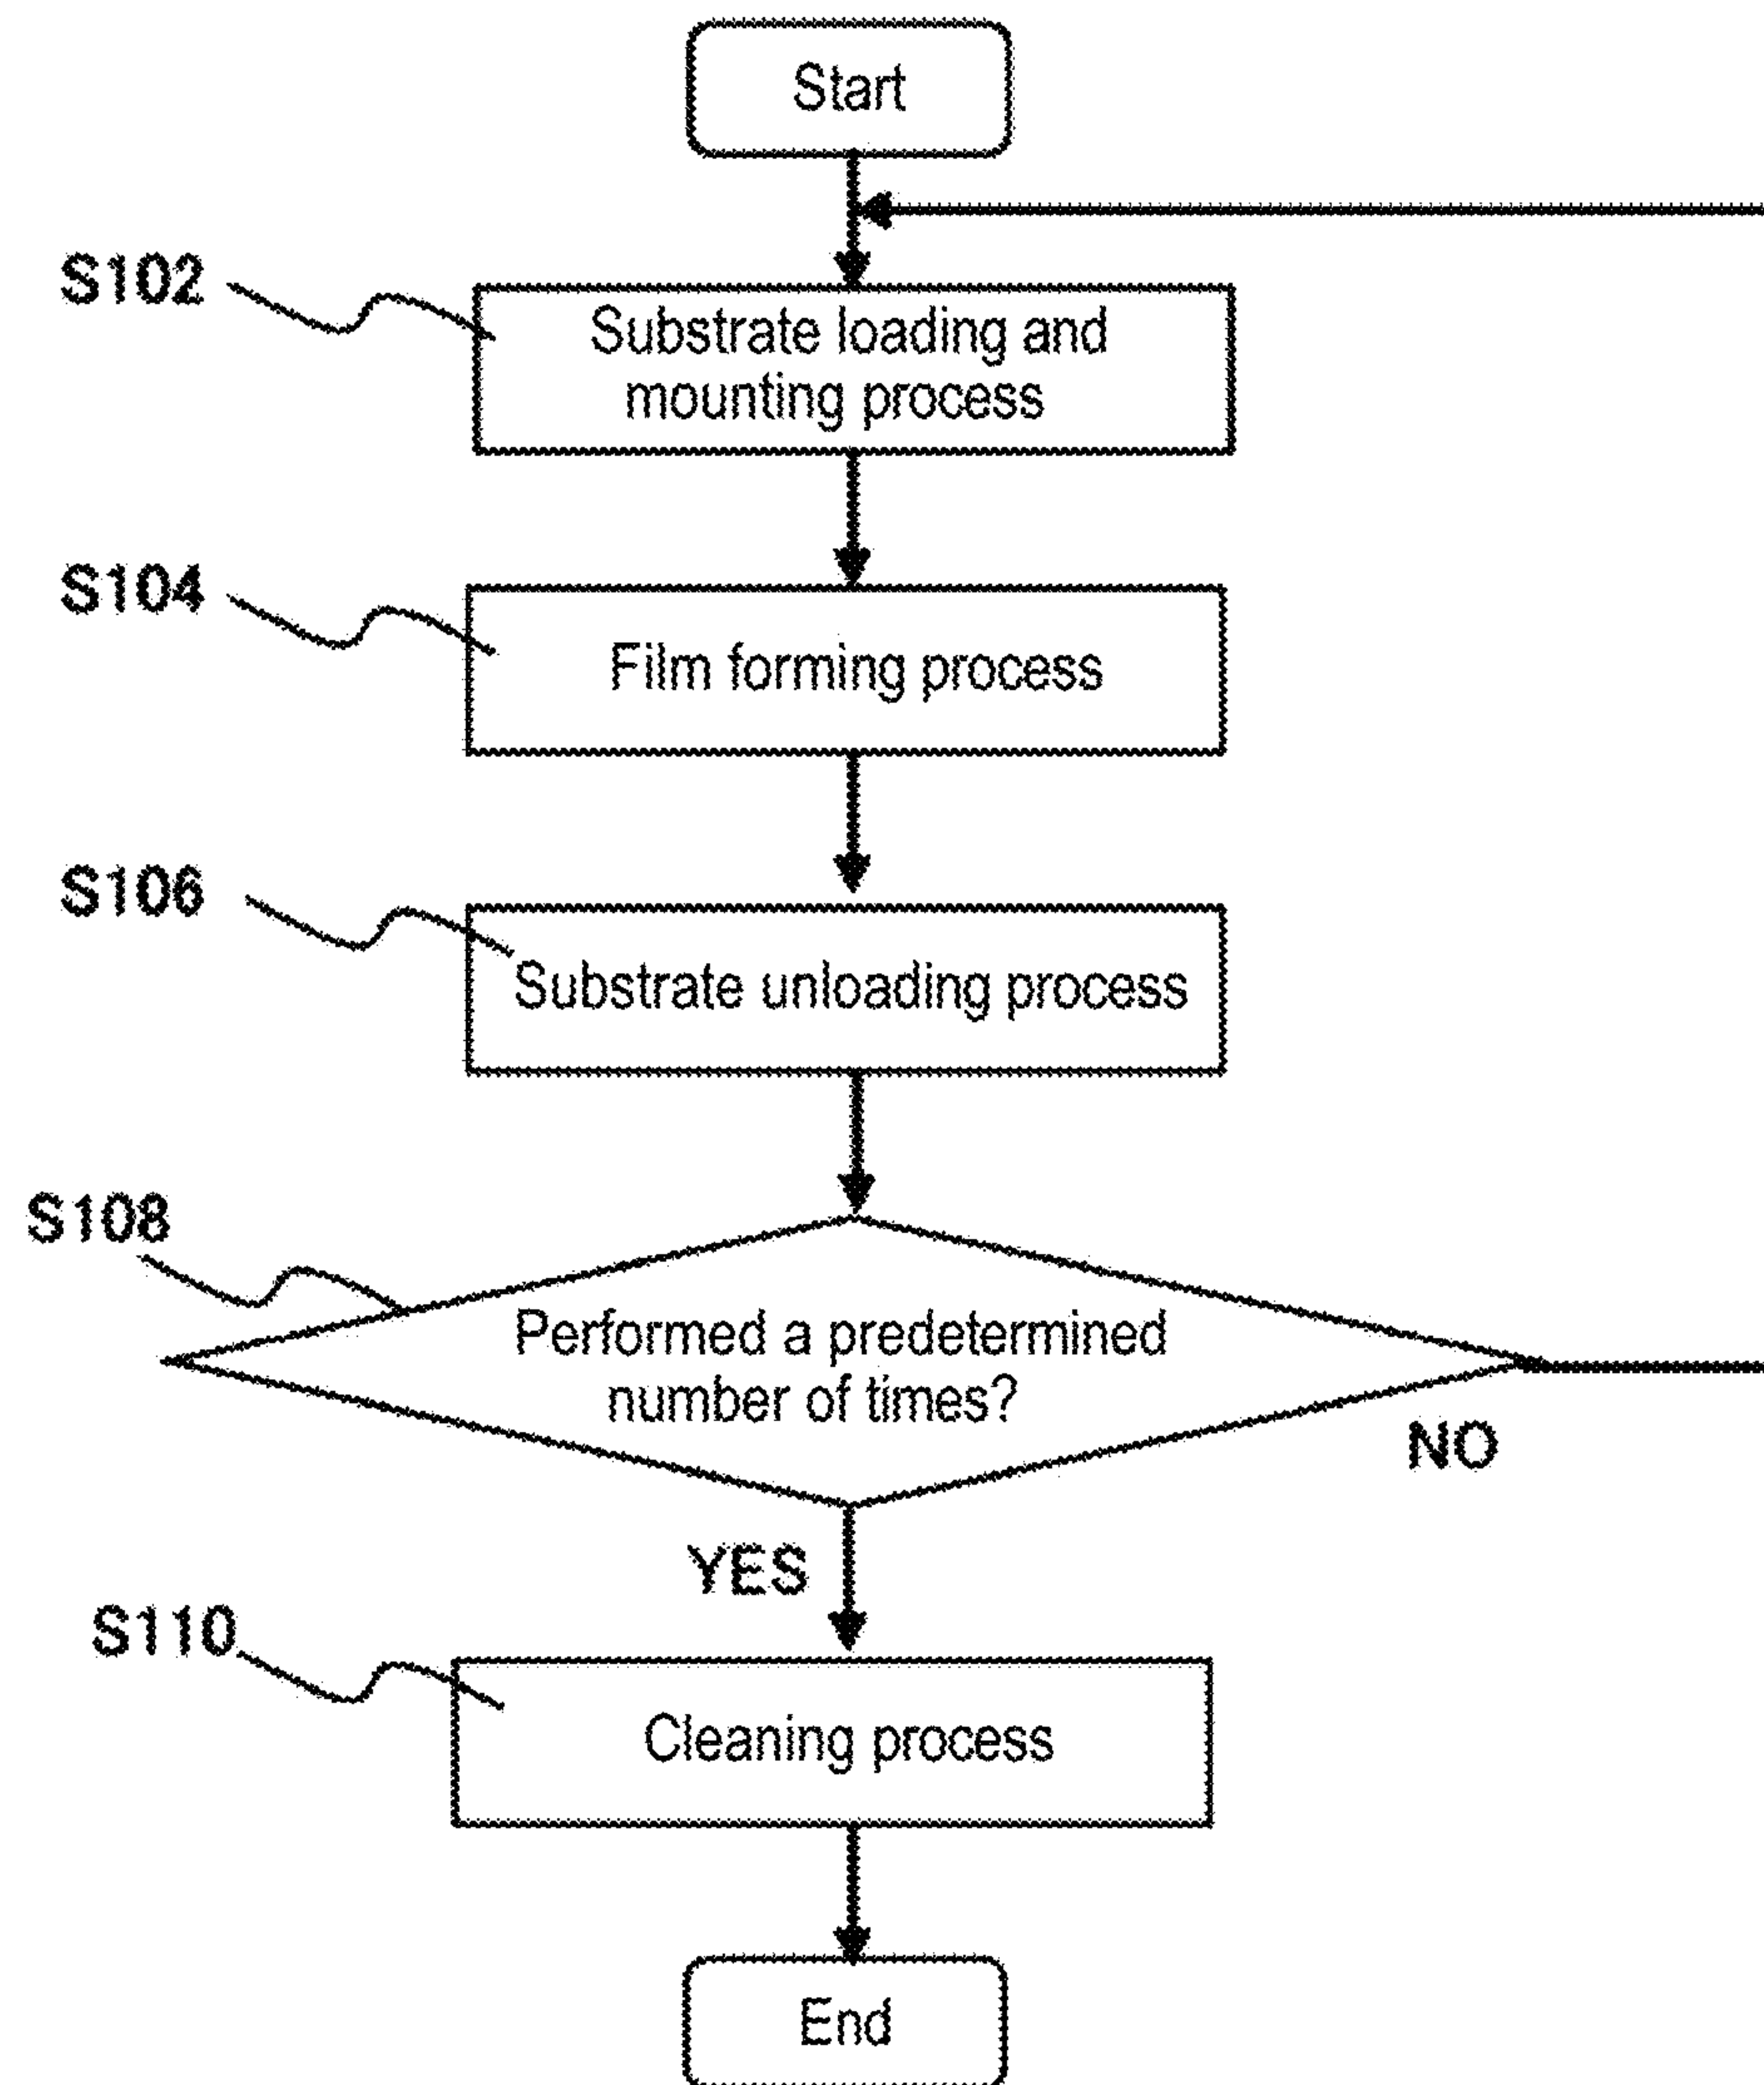 Start
S102
Substrate loading and
mounting process
S104
Film forming process
S106
Substrate unloading process
S108
Performed a predetermined
number of times?
NO
YES
S110
Cleaning process
End